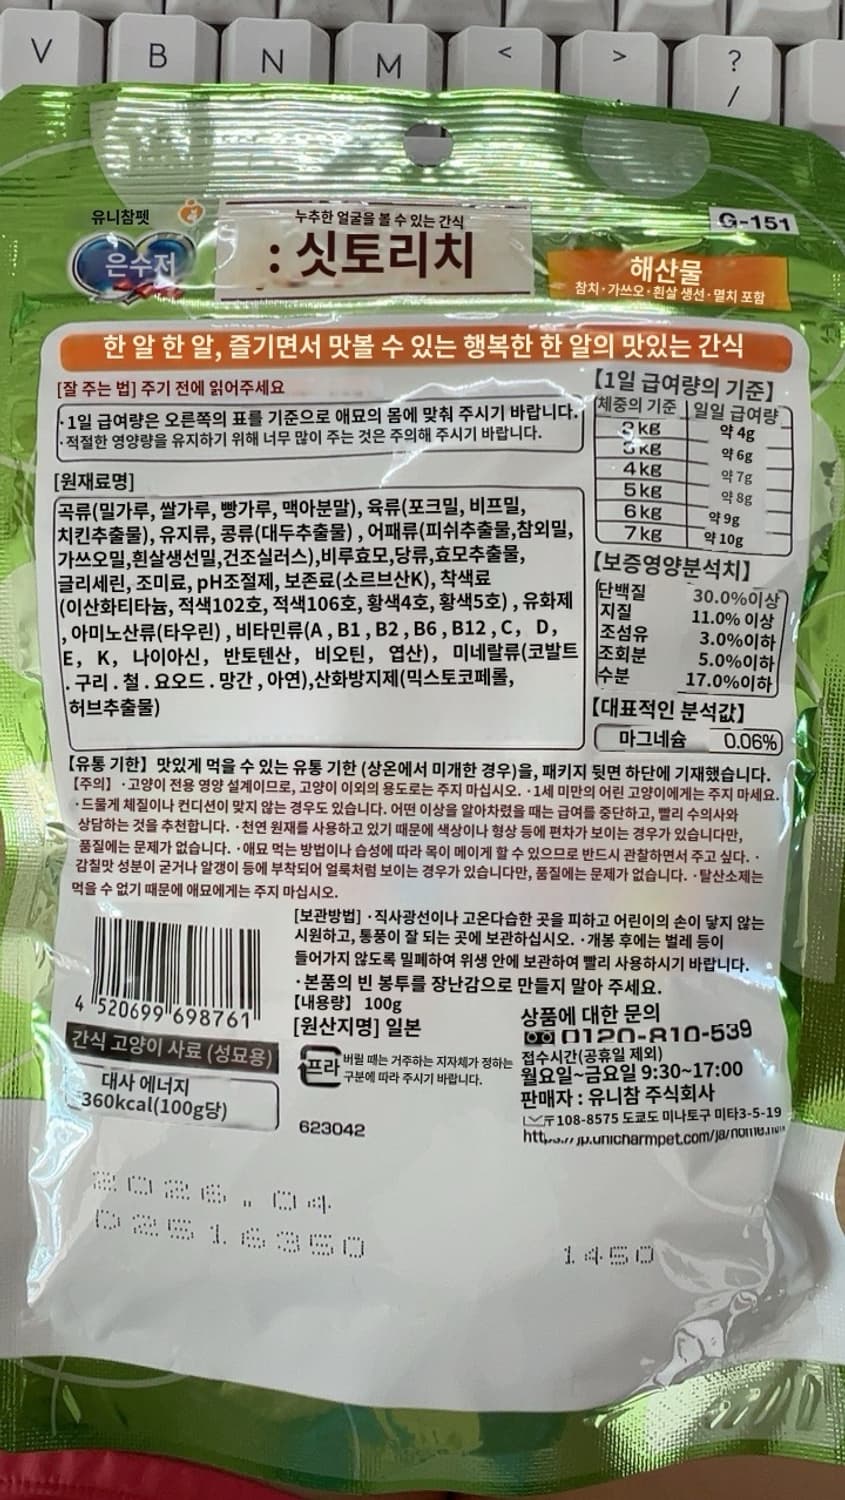 V B N M < > ? /
유니참펫
은수저
누추한 얼굴을 볼 수 있는 간식
: 싯토리치
G-151
해산물
참치·가쓰오·흰살 생선·멸치 포함
한 알 한 알, 즐기면서 맛볼 수 있는 행복한 한 알의 맛있는 간식
[잘 주는 법] 주기 전에 읽어주세요
·1일 급여량은 오른쪽의 표를 기준으로 애묘의 몸에 맞춰 주시기 바랍니다.
·적절한 영양량을 유지하기 위해 너무 많이 주는 것은 주의해 주시기 바랍니다.
[원재료명]
곡류(밀가루, 쌀가루, 빵가루, 맥아분말), 육류(포크밀, 비프밀,
치킨추출물), 유지류, 콩류(대두추출물) , 어패류(피쉬추출물,참외밀,
가쓰오밀,흰살생선밀,건조실러스),비루효모,당류,효모추출물,
글리세린, 조미료, pH조절제, 보존료(소르브산K), 착색료
(이산화티타늄, 적색102호, 적색106호, 황색4호, 황색5호) , 유화제
, 아미노산류(타우린) , 비타민류(A , B1 , B2 , B6 , B12 , C, D,
E, K, 나이아신, 반토텐산, 비오틴, 엽산), 미네랄류(코발트
. 구리 . 철 . 요오드 . 망간 , 아연),산화방지제(믹스토코페롤,
허브추출물)
【1일 급여량의 기준】
체중의 기준 일일 급여량
kg 약 4g
kg 약 6g
4 kg 약 7g
5 kg 약 8g
6 kg 약 9g
7 kg 약 10g
【보증영양분석치】
단백질 30.0%이상
지질 11.0% 이상
조섬유 3.0%이하
조회분 5.0%이하
수분 17.0%이하
【대표적인 분석값】
마그네슘 0.06%
【유통 기한】맛있게 먹을 수 있는 유통 기한 (상온에서 미개한 경우)을, 패키지 뒷면 하단에 기재했습니다.
【주의】 ·고양이 전용 영양 설계이므로, 고양이 이외의 용도로는 주지 마십시오. ·1세 미만의 어린 고양이에게는 주지 마세요.
·드물게 체질이나 컨디션이 맞지 않는 경우도 있습니다. 어떤 이상을 알아차렸을 때는 급여를 중단하고, 빨리 수의사와
상담하는 것을 추천합니다. ·천연 원재를 사용하고 있기 때문에 색상이나 형상 등에 편차가 보이는 경우가 있습니다만,
품질에는 문제가 없습니다. ·애묘 먹는 방법이나 습성에 따라 목이 메이게 할 수 있으므로 반드시 관찰하면서 주고 싶다. ·
감칠맛 성분이 굳거나 알갱이 등에 부착되어 얼룩처럼 보이는 경우가 있습니다만, 품질에는 문제가 없습니다. ·탈산소제는
먹을 수 없기 때문에 애묘에게는 주지 마십시오.
[보관방법] ·직사광선이나 고온다습한 곳을 피하고 어린이의 손이 닿지 않는
시원하고, 통풍이 잘 되는 곳에 보관하십시오. ·개봉 후에는 벌레 등이
들어가지 않도록 밀폐하여 위생 안에 보관하여 빨리 사용하시기 바랍니다.
·본품의 빈 봉투를 장난감으로 만들지 말아 주세요.
【내용량】 100g
[원산지명] 일본
4 520699 698761
간식 고양이 사료 (성묘용)
대사 에너지
360kcal(100g당)
프라
버릴 때는 거주하는 지자체가 정하는
구분에 따라 주시기 바랍니다.
623042
상품에 대한 문의
0120-810-539
접수시간(공휴일 제외)
월요일~금요일 9:30~17:00
판매자 : 유니참 주식회사
〒108-8575 도쿄도 미나토구 미타3-5-19
jp.unicharmpet.com/ja/home
2026.04
D2516350
1450